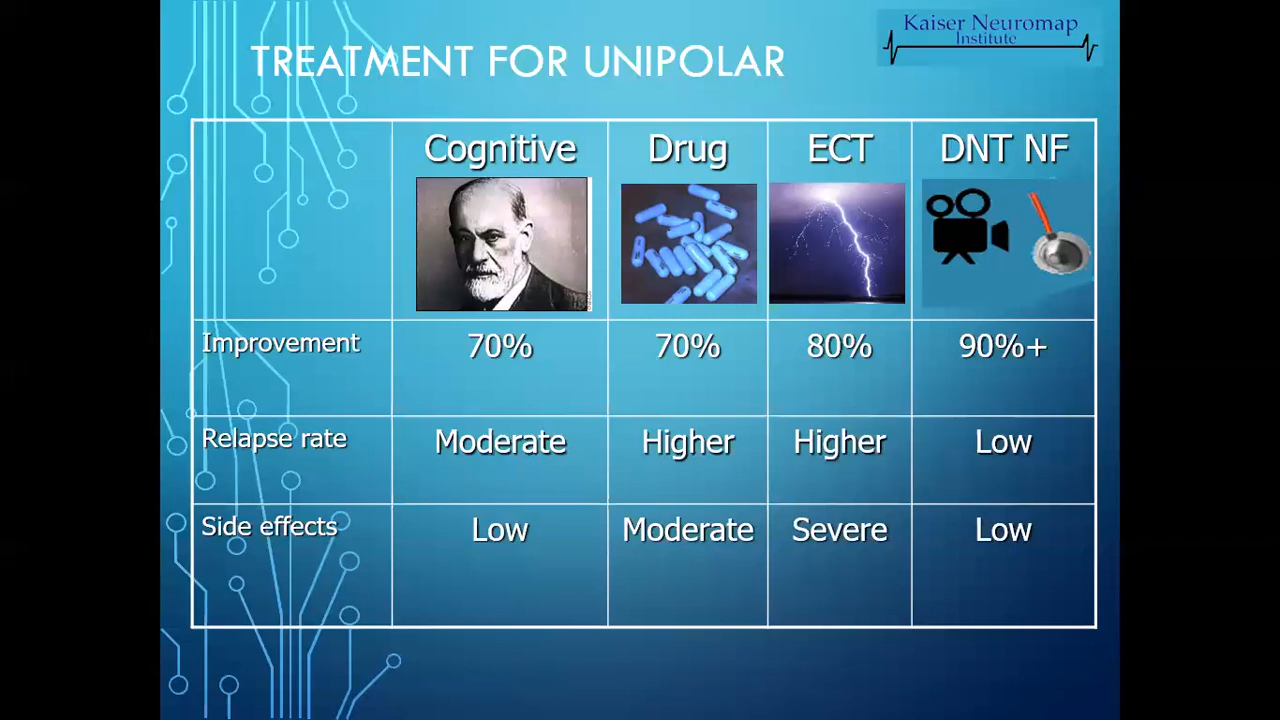 Kaiser Neuromap
Institute
TREATMENT FOR UNIPOLAR
Cognitive Drug ECT DNT NF
Improvement 70% 70% 80% 90%+
Relapse rate Moderate Higher Higher Low
Side effects Low Moderate Severe Low